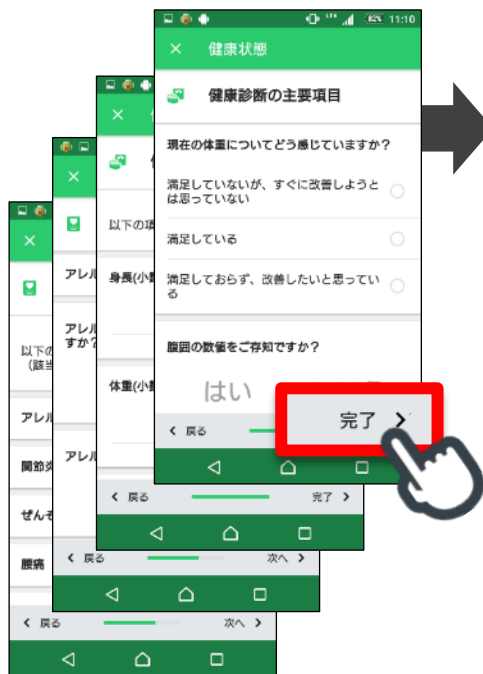 82% 11:10
× 健康状態
健康診断の主要項目
現在の体重についてどう感じていますか?
満足していないが、すぐに改善しようと
は思っていない
満足している
満足しておらず、改善したいと思ってい
る
腹囲の数値をご存知ですか?
はい
戻る
完了
以下の項
身長(小数
体重(小数
戻る
完了
アレル
アレル
すか?
アレル
戻る
次へ
以下の
(該当
アレル
関節炎
ぜんそ
腰痛
戻る
次へ